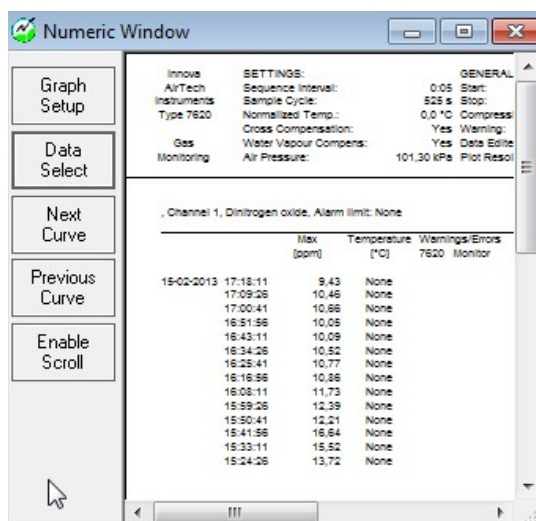 Numeric Window
Graph
Setup
Data
Select
Next
Curve
Previous
Curve
Enable
Scroll
Innova SETTINGS: GENERAL
AirTech Sequence Interval: 0:05 Start:
Instruments Sample Cycle: 525 s Stop:
Type 7620 Normalized Temp.: 0,0 °C Compressi
Cross Compensation: Yes Warning:
Gas Water Vapour Compens: Yes Data Edite
Monitoring Air Pressure: 101,30 kPa Plot Resol
, Channel 1, Dinitrogen oxide, Alarm limit: None
Max Temperature Warnings/Errors
[ppm] [°C] 7620 Monitor
15-02-2013 17:18:11 9,43 None
17:09:26 10,46 None
17:00:41 10,66 None
16:51:56 10,05 None
16:43:11 10,09 None
16:34:26 10,52 None
16:25:41 10,77 None
16:16:56 10,86 None
16:08:11 11,73 None
15:59:26 12,39 None
15:50:41 12,21 None
15:41:56 16,64 None
15:33:11 15,52 None
15:24:26 13,72 None